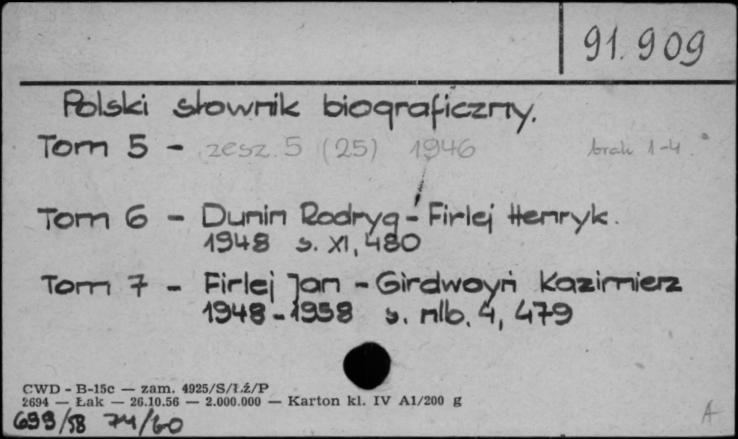 91.909
Polski słownik biograficzny.
Tom 5 - zesz. 5 (25) 1946 brak 1-4.
Tom 6 - Dunin Rodryg - Firlej Henryk.
1948 s. XI, 480
Tom 7 - Firlej Jan - Girdwoyń Kazimierz
1948-1958 s. nlb. 4, 479
CWD - B-15c — zam. 4925/S/Łź/P
2694 — Łak — 26.10.56 — 2.000.000 — Karton kl. IV A1/200 g
699/58 74/60
A